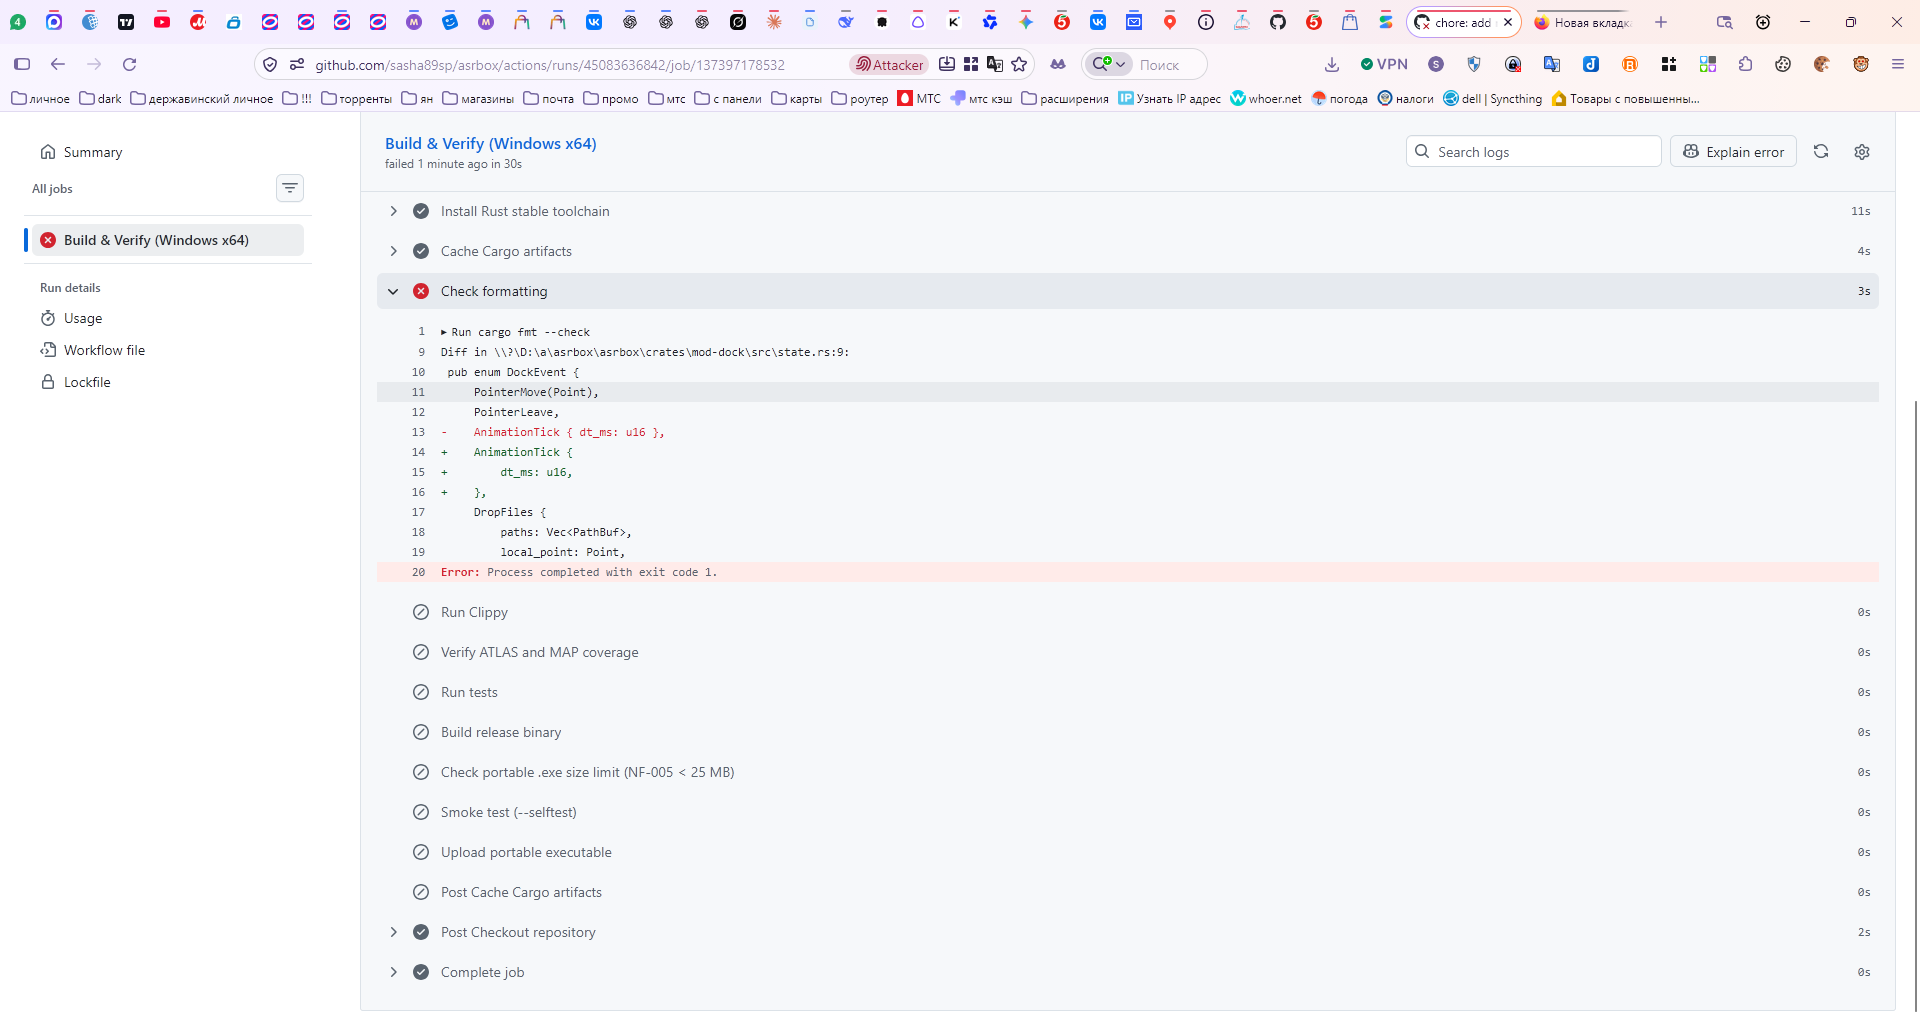 chore: add
Новая вкладк
github.com/sasha89sp/asrbox/actions/runs/45083636842/job/137397178532
Attacker
Поиск
VPN
личное
dark
державинский личное
!!!
торренты
ян
магазины
почта
промо
мтс
с панели
карты
роутер
МТС
мтс кэш
расширения
Узнать IP адрес
whoer.net
погода
налоги
dell | Syncthing
Товары с повышенны...
Summary
All jobs
Build & Verify (Windows x64)
Run details
Usage
Workflow file
Lockfile
Build & Verify (Windows x64)
failed 1 minute ago in 30s
Search logs
Explain error
Install Rust stable toolchain 11s
Cache Cargo artifacts 4s
Check formatting 3s
1 Run cargo fmt --check
9 Diff in \\?\D:\a\asrbox\asrbox\crates\mod-dock\src\state.rs:9:
10 pub enum DockEvent {
11 PointerMove(Point),
12 PointerLeave,
13 - AnimationTick { dt_ms: u16 },
14 + AnimationTick {
15 + dt_ms: u16,
16 + },
17 DropFiles {
18 paths: Vec<PathBuf>,
19 local_point: Point,
20 Error: Process completed with exit code 1.
Run Clippy 0s
Verify ATLAS and MAP coverage 0s
Run tests 0s
Build release binary 0s
Check portable .exe size limit (NF-005 < 25 MB) 0s
Smoke test (--selftest) 0s
Upload portable executable 0s
Post Cache Cargo artifacts 0s
Post Checkout repository 2s
Complete job 0s